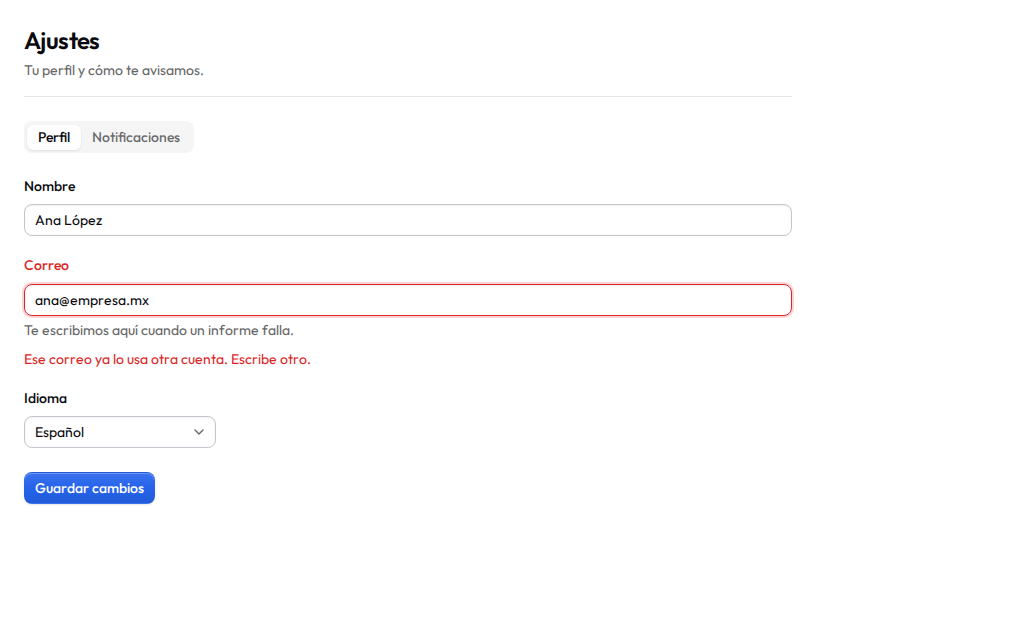 Ajustes
Tu perfil y cómo te avisamos.
Perfil
Notificaciones
Nombre
Ana López
Correo
ana@empresa.mx
Te escribimos aquí cuando un informe falla.
Ese correo ya lo usa otra cuenta. Escribe otro.
Idioma
Español
Guardar cambios